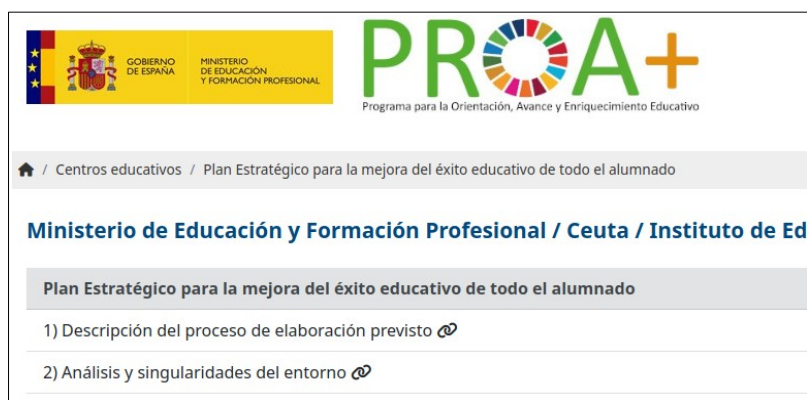 GOBIERNO
DE ESPAÑA
MINISTERIO
DE EDUCACIÓN
Y FORMACIÓN PROFESIONAL
PROA+
Programa para la Orientación, Avance y Enriquecimiento Educativo
/ Centros educativos / Plan Estratégico para la mejora del éxito educativo de todo el alumnado
Ministerio de Educación y Formación Profesional / Ceuta / Instituto de Ed
Plan Estratégico para la mejora del éxito educativo de todo el alumnado
1) Descripción del proceso de elaboración previsto
2) Análisis y singularidades del entorno